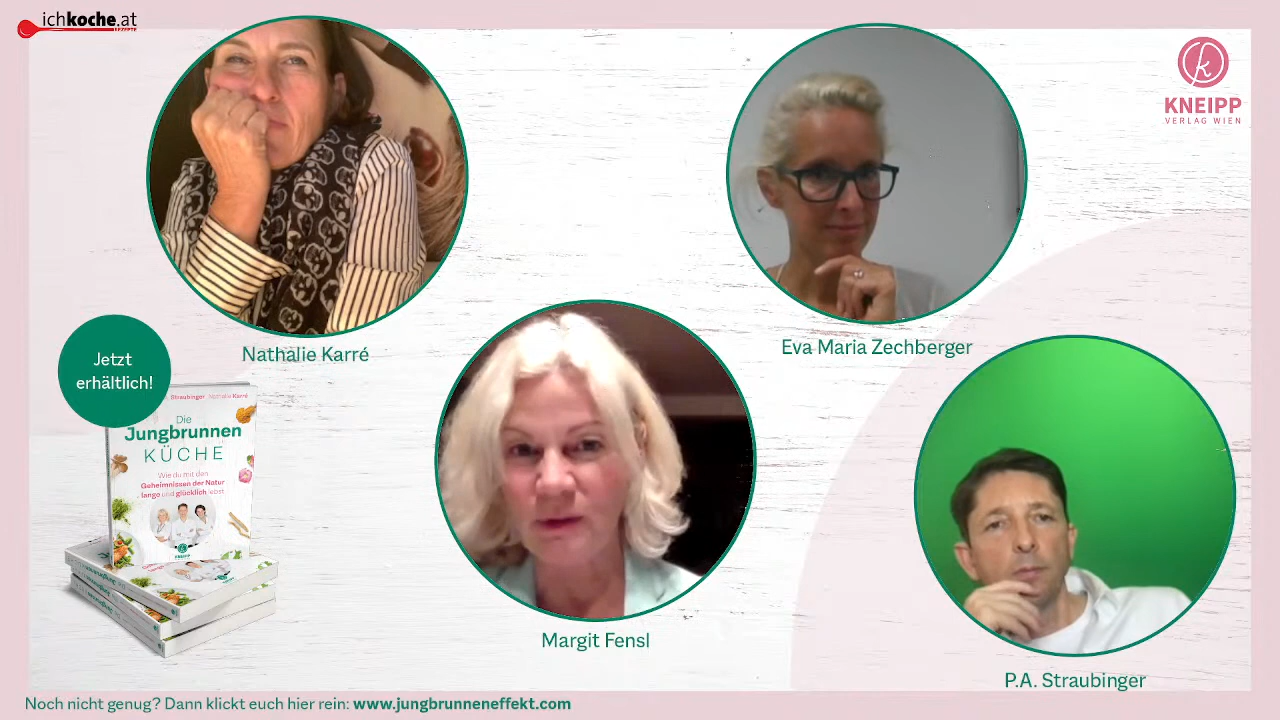 ichkoche.at
KNEIPP
VERLAG WIEN
Nathalie Karré
Eva Maria Zechberger
Jetzt
erhältlich!
Straubinger Nathalie Karré
Die
Jungbrunnen
KÜCHE
Wie du mit den
Geheimnissen der Natur
lange und glücklich lebst
KNEIPP
Margit Fensl
P.A. Straubinger
Noch nicht genug? Dann klickt euch hier rein: www.jungbrunneneffekt.com